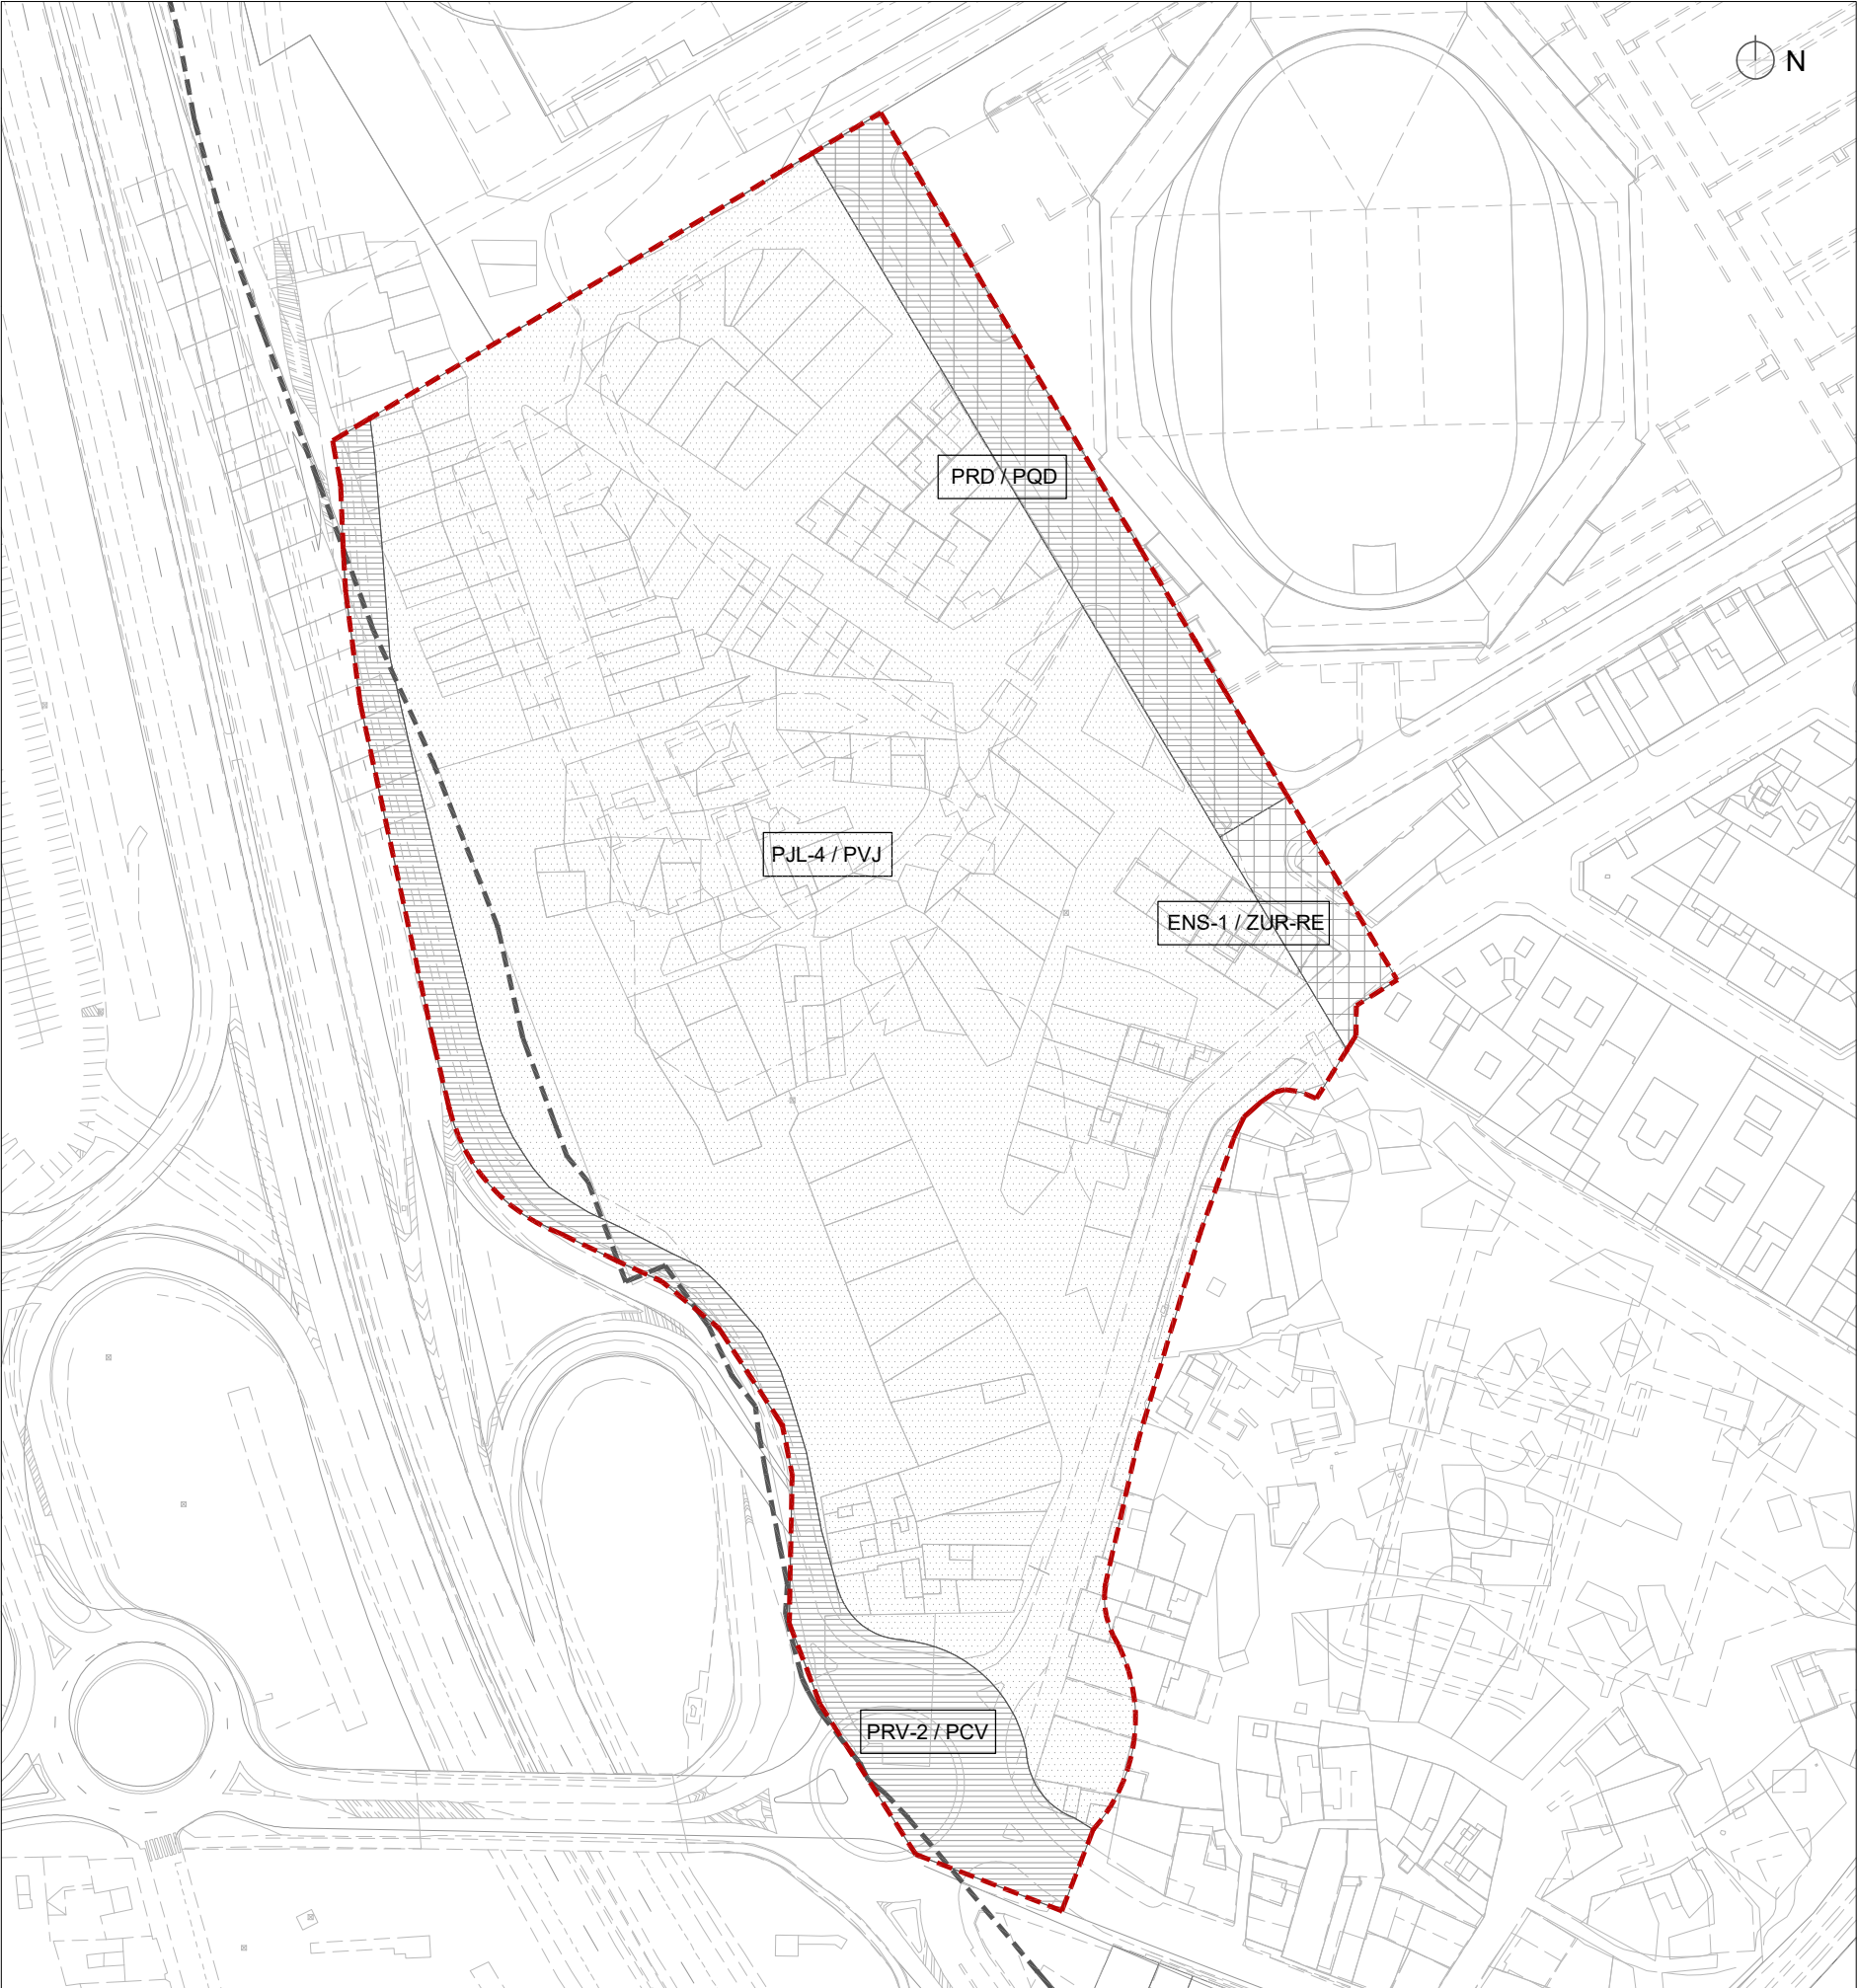 N
PRD / PQD
PJL-4 / PVJ
ENS-1 / ZUR-RE
PRV-2 / PCV